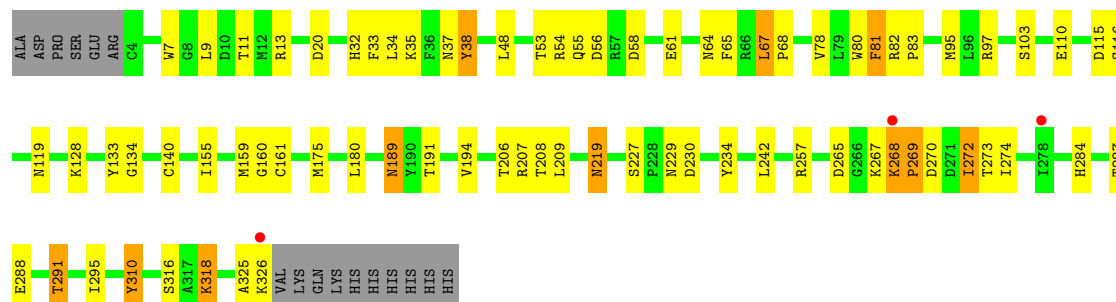 ALA ASP PRO SER GLU ARG C4 W7 G8 L9 D10 T11 M12 R13 D20 H32 F33 L34 K35 F36 N37 Y38 L48 T53 R54 Q55 D56 R57 D58 E61 N64 F65 R66 L67 P68 V78 L79 W80 F81 R82 P83 M95 L96 R97 S103 E110 D115
N119 K128 Y133 G134 C140 I155 M159 G160 C161 M175 L180 N189 Y190 T191 V194 T206 R207 T208 L209 N219 S227 P228 N229 D230 Y234 L242 R257 D265 G266 K267 K268 P269 D270 D271 I272 T273 I274 I278 H284
E288 T291 I295 Y310 S316 A317 K318 A325 K326 VAL LYS GLN LYS HIS HIS HIS HIS HIS HIS